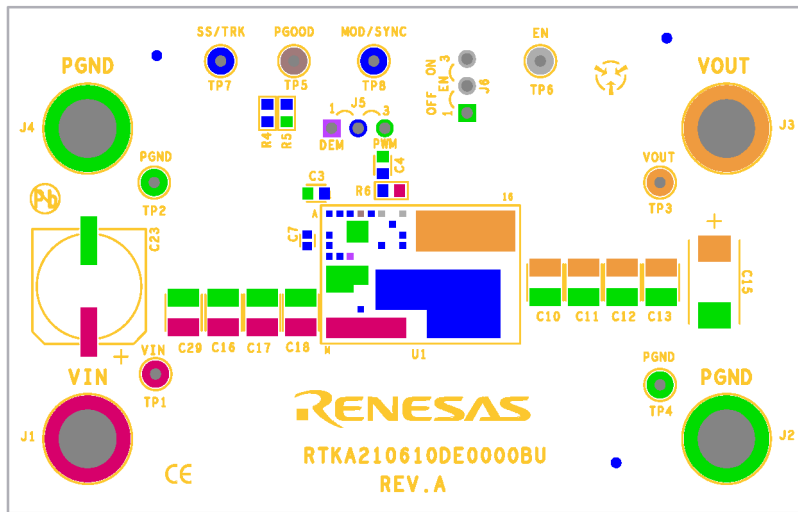 SS/TRK PGOOD MOD/SYNC EN
TP7 TP5 TP8 TP6
PGND VOUT
J4 J3
OFF ON
1 EN 3
J6
R4 R5
1 J5 3
DEM PWM
C4
R6
PGND VOUT
TP2 TP3
Pb
C23
C3
C7
A 16
M
U1
+
C15
C29 C16 C17 C18
C10 C11 C12 C13
+
VIN PGND
TP1 TP4
VIN PGND
J1 J2
RENESAS
RTKA210610DE0000BU
REV.A
CE